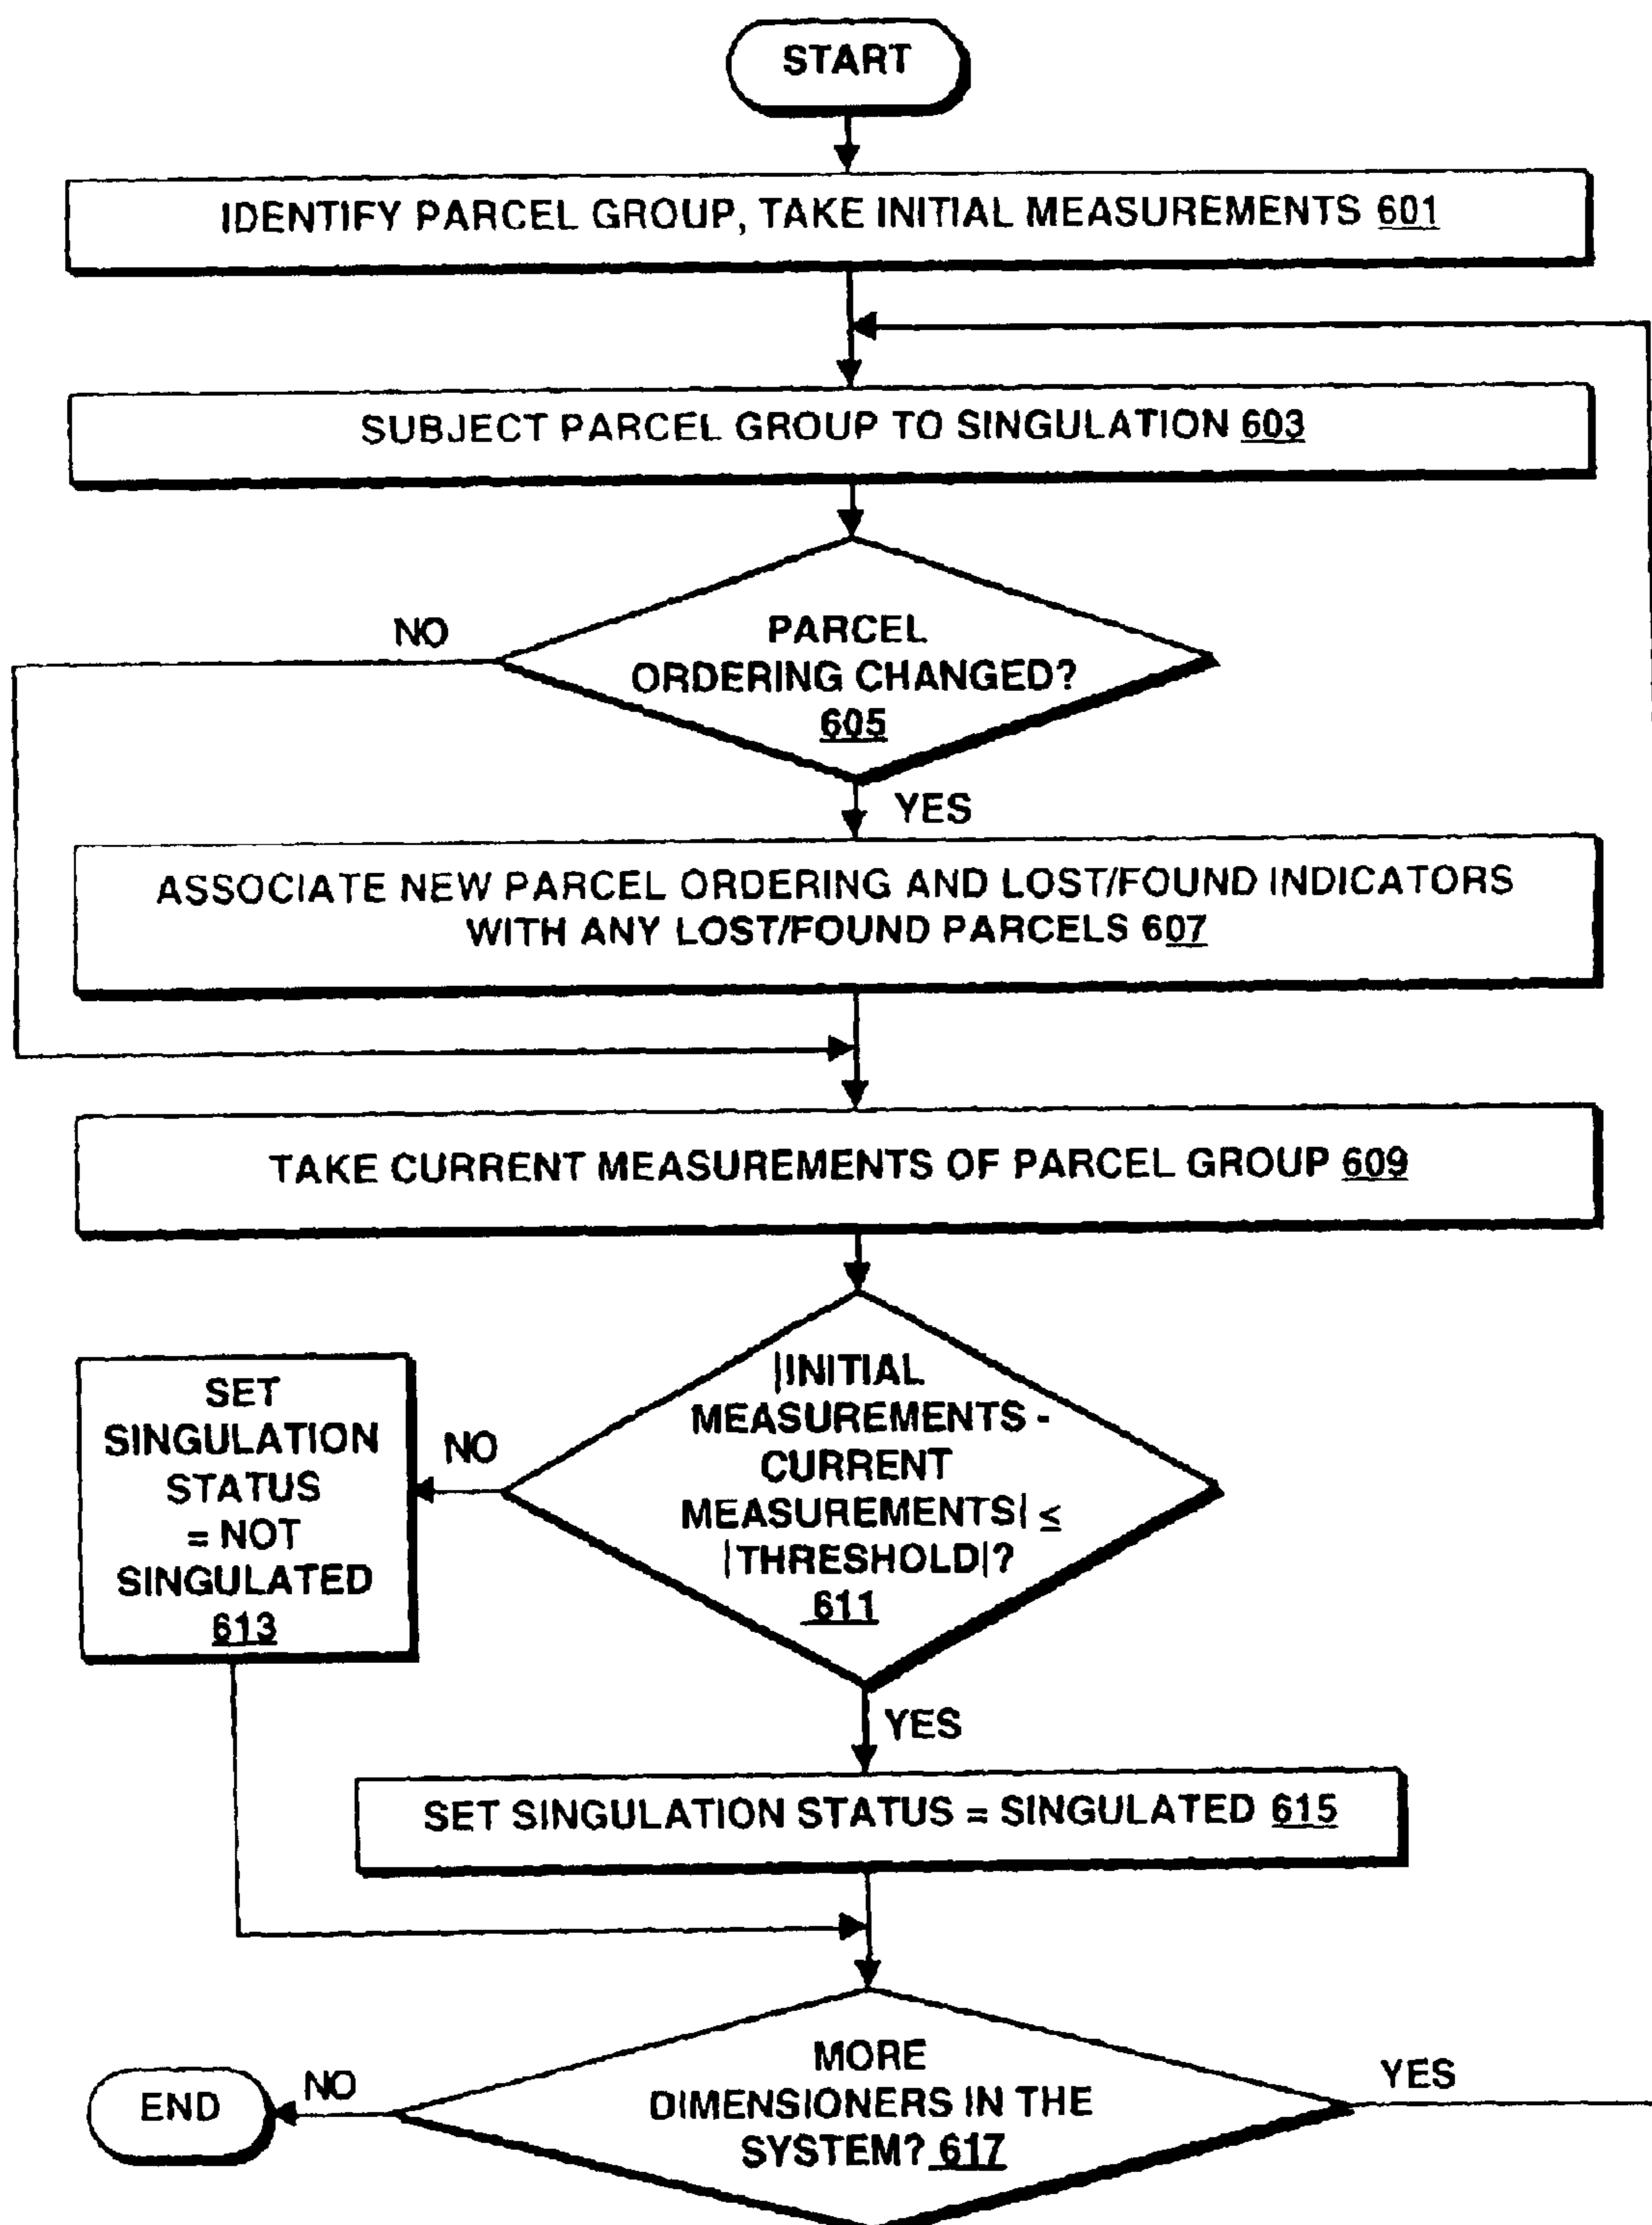 START
IDENTIFY PARCEL GROUP, TAKE INITIAL MEASUREMENTS 601
SUBJECT PARCEL GROUP TO SINGULATION 603
NO
PARCEL
ORDERING CHANGED?
605
YES
ASSOCIATE NEW PARCEL ORDERING AND LOST/FOUND INDICATORS
WITH ANY LOST/FOUND PARCELS 607
TAKE CURRENT MEASUREMENTS OF PARCEL GROUP 609
|INITIAL
MEASUREMENTS -
CURRENT
MEASUREMENTS| ≤
|THRESHOLD|?
611
NO
SET
SINGULATION
STATUS
= NOT
SINGULATED
613
YES
SET SINGULATION STATUS = SINGULATED 615
MORE
DIMENSIONERS IN THE
SYSTEM? 617
YES
NO
END